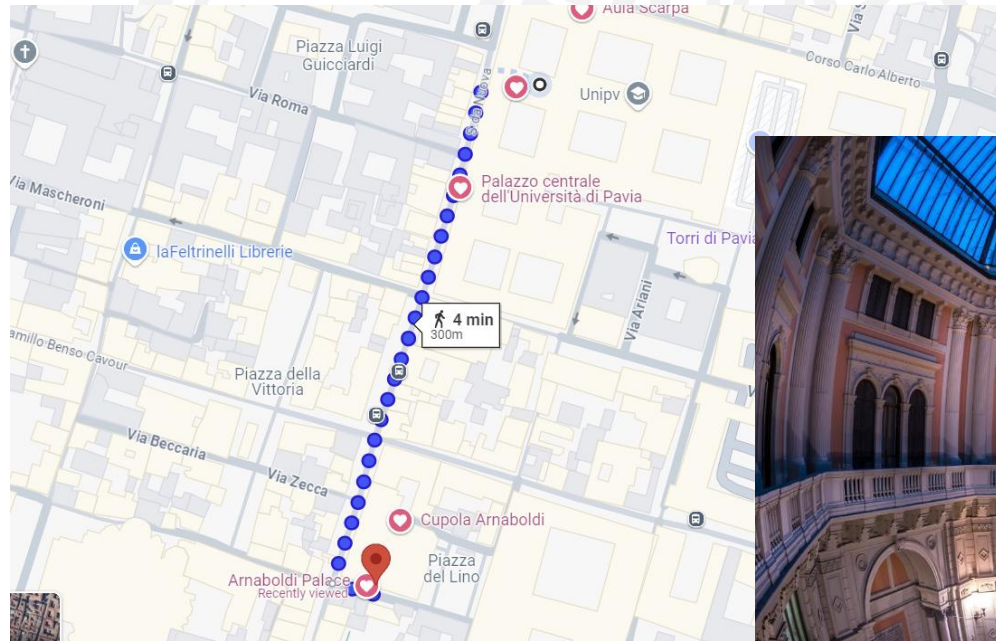 Aula Scarpa
Piazza Luigi
Guicciardi
Corso Carlo Alberto
Via Roma
Unipv
Palazzo centrale
dell'Università di Pavia
Via Mascheroni
laFeltrinelli Librerie
Torri di Pavia
Via Ariani
4 min
300m
Benso Cavour
Piazza della
Vittoria
Via Beccaria
Via Zecca
Cupola Arnaboldi
Piazza
del Lino
Arnaboldi Palace
Recently viewed